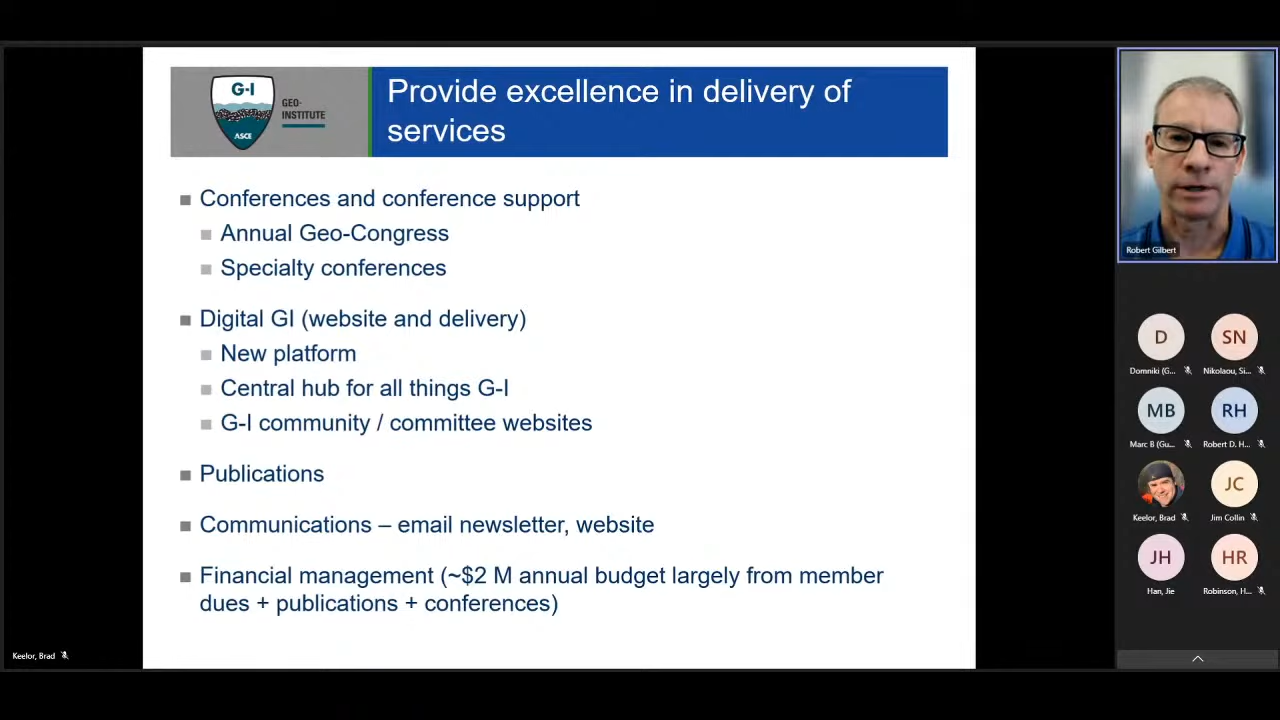 G-I
GEO-
INSTITUTE
ASCE
Provide excellence in delivery of
services
Conferences and conference support
Annual Geo-Congress
Specialty conferences
Digital GI (website and delivery)
New platform
Central hub for all things G-I
G-I community / committee websites
Publications
Communications – email newsletter, website
Financial management (~$2 M annual budget largely from member
dues + publications + conferences)
Keelor, Brad
Robert Gilbert
D
SN
Domniki (G...
Nikolaou, Si...
MB
RH
Marc B (Gu...
Robert D. H...
JC
Keelor, Brad
Jim Collin
JH
HR
Han, Jie
Robinson, H...